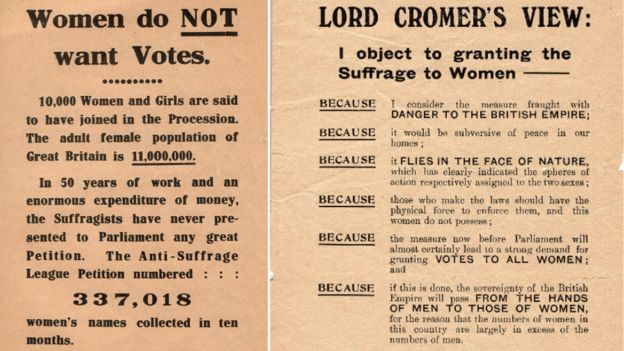 Women do NOT
want Votes.
10,000 Women and Girls are said
to have joined in the Procession.
The adult female population of
Great Britain is 11,000,000.
In 50 years of work and an
enormous expenditure of money,
the Suffragists have never pre-
sented to Parliament any great
Petition. The Anti-Suffrage
League Petition numbered : : :
337,018
women's names collected in ten
months.
LORD CROMER'S VIEW:
I object to granting the
Suffrage to Women
BECAUSE I consider the measure fraught with
DANGER TO THE BRITISH EMPIRE;
BECAUSE it would be subversive of peace in our
homes;
BECAUSE it FLIES IN THE FACE OF NATURE,
which has clearly indicated the spheres of
action respectively assigned to the two sexes;
BECAUSE those who make the laws should have the
physical force to enforce them, and this
women do not possess;
BECAUSE the measure now before Parliament will
almost certainly lead to a strong demand for
granting VOTES TO ALL WOMEN;
and
BECAUSE if this is done, the sovereignty of the British
Empire will pass FROM THE HANDS
OF MEN TO THOSE OF WOMEN,
for the reason that the numbers of women in
this country are largely in excess of the
numbers of men.